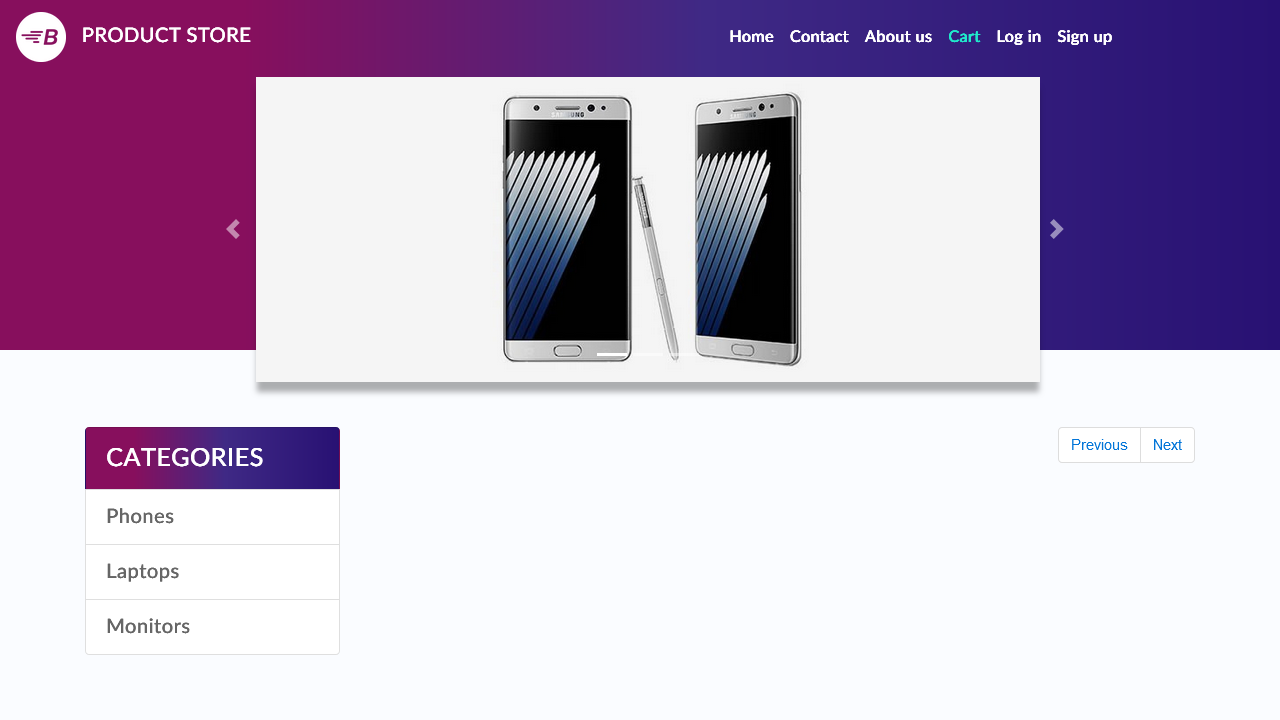 B PRODUCT STORE
Home Contact About us Cart Log in Sign up
SAMSUNG SAMSUNG
CATEGORIES
Previous Next
Phones
Laptops
Monitors